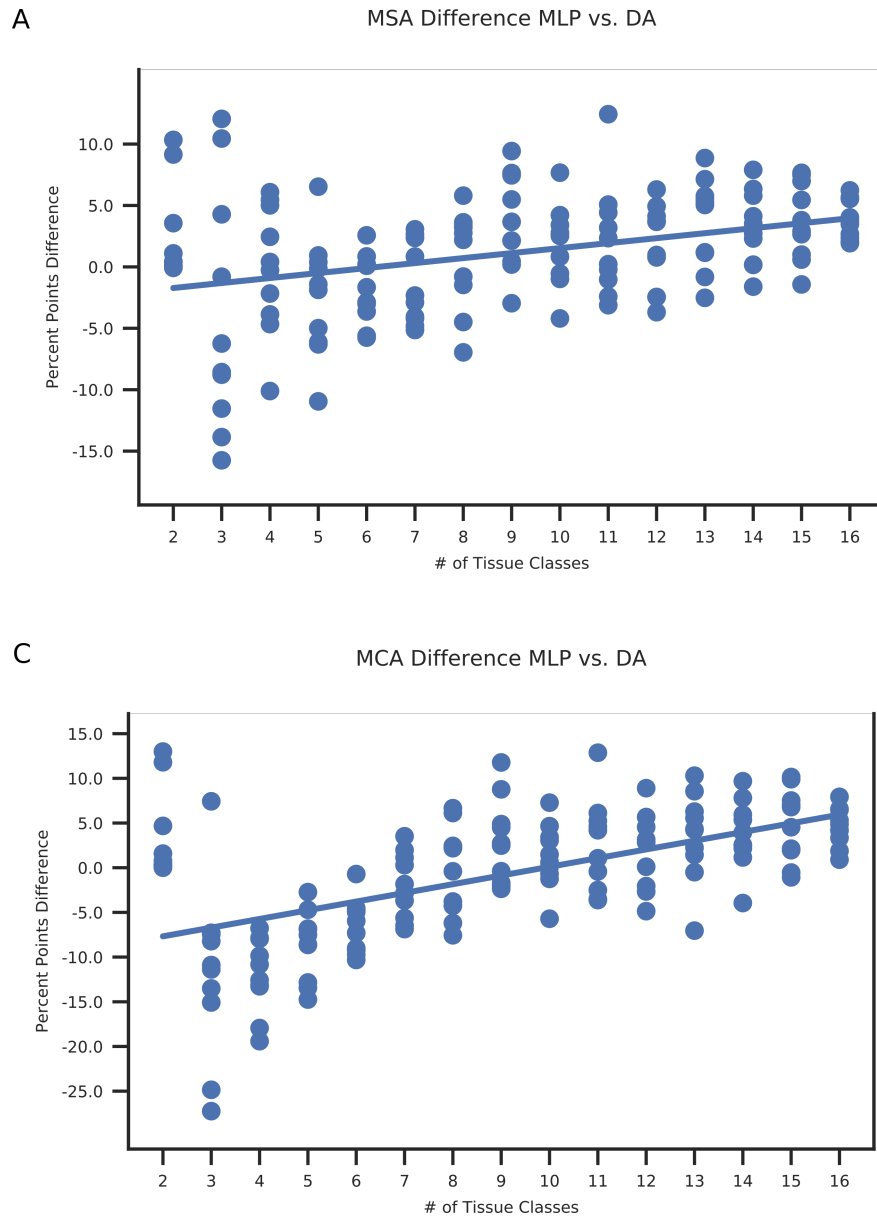 A
MSA Difference MLP vs. DA
Percent Points Difference
10.0
5.0
0.0
-5.0
-10.0
-15.0
2 3 4 5 6 7 8 9 10 11 12 13 14 15 16
# of Tissue Classes
C
MCA Difference MLP vs. DA
Percent Points Difference
15.0
10.0
5.0
0.0
-5.0
-10.0
-15.0
-20.0
-25.0
2 3 4 5 6 7 8 9 10 11 12 13 14 15 16
# of Tissue Classes